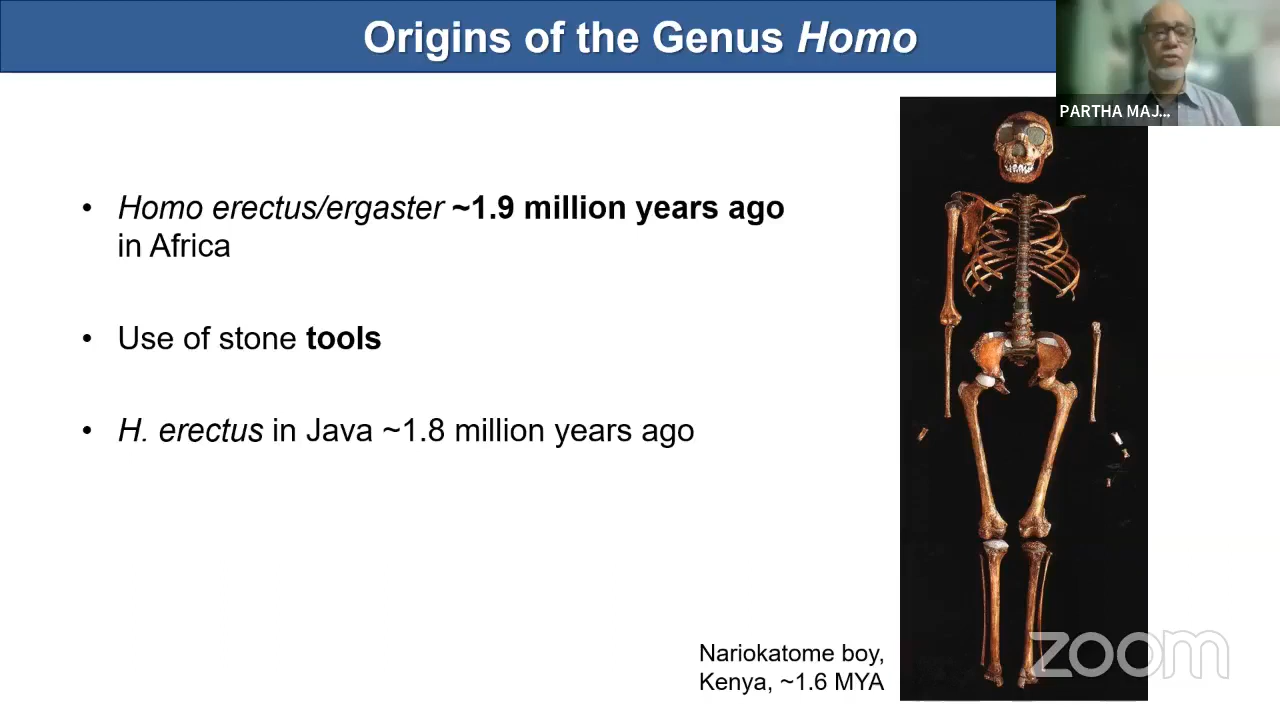 Origins of the Genus Homo
PARTHA MAJ...
• Homo erectus/ergaster ~1.9 million years ago
in Africa
• Use of stone tools
• H. erectus in Java ~1.8 million years ago
Nariokatome boy,
Kenya, ~1.6 MYA
zoom